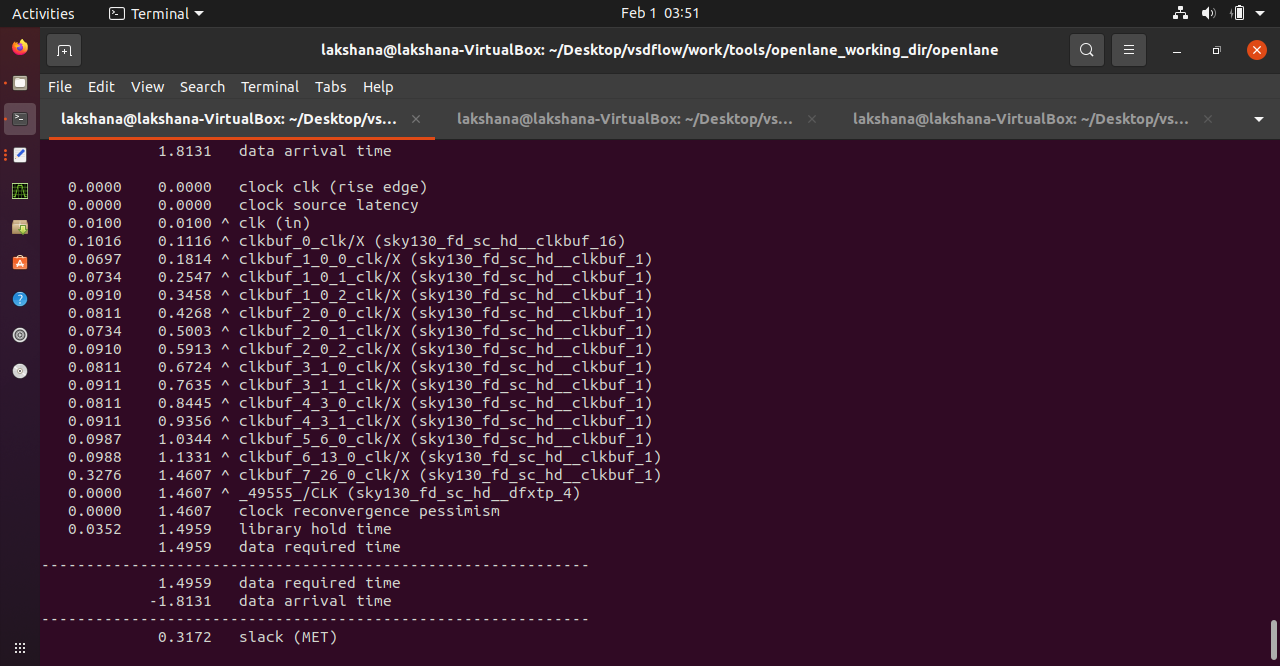 Activities Terminal Feb 1 03:51
lakshana@lakshana-VirtualBox: ~/Desktop/vsdflow/work/tools/openlane_working_dir/openlane
File Edit View Search Terminal Tabs Help
lakshana@lakshana-VirtualBox: ~/Desktop/vs... × lakshana@lakshana-VirtualBox: ~/Desktop/vs... × lakshana@lakshana-VirtualBox: ~/Desktop/vs... ×
             1.8131   data arrival time
   0.0000    0.0000   clock clk (rise edge)
   0.0000    0.0000   clock source latency
   0.0100    0.0100 ^ clk (in)
   0.1016    0.1116 ^ clkbuf_0_clk/X (sky130_fd_sc_hd__clkbuf_16)
   0.0697    0.1814 ^ clkbuf_1_0_0_clk/X (sky130_fd_sc_hd__clkbuf_1)
   0.0734    0.2547 ^ clkbuf_1_0_1_clk/X (sky130_fd_sc_hd__clkbuf_1)
   0.0910    0.3458 ^ clkbuf_1_0_2_clk/X (sky130_fd_sc_hd__clkbuf_1)
   0.0811    0.4268 ^ clkbuf_2_0_0_clk/X (sky130_fd_sc_hd__clkbuf_1)
   0.0734    0.5003 ^ clkbuf_2_0_1_clk/X (sky130_fd_sc_hd__clkbuf_1)
   0.0910    0.5913 ^ clkbuf_2_0_2_clk/X (sky130_fd_sc_hd__clkbuf_1)
   0.0811    0.6724 ^ clkbuf_3_1_0_clk/X (sky130_fd_sc_hd__clkbuf_1)
   0.0911    0.7635 ^ clkbuf_3_1_1_clk/X (sky130_fd_sc_hd__clkbuf_1)
   0.0811    0.8445 ^ clkbuf_4_3_0_clk/X (sky130_fd_sc_hd__clkbuf_1)
   0.0911    0.9356 ^ clkbuf_4_3_1_clk/X (sky130_fd_sc_hd__clkbuf_1)
   0.0987    1.0344 ^ clkbuf_5_6_0_clk/X (sky130_fd_sc_hd__clkbuf_1)
   0.0988    1.1331 ^ clkbuf_6_13_0_clk/X (sky130_fd_sc_hd__clkbuf_1)
   0.3276    1.4607 ^ clkbuf_7_26_0_clk/X (sky130_fd_sc_hd__clkbuf_1)
   0.0000    1.4607 ^ _49555_/CLK (sky130_fd_sc_hd__dfxtp_4)
   0.0000    1.4607   clock reconvergence pessimism
   0.0352    1.4959   library hold time
             1.4959   data required time
-------------------------------------------------------------
             1.4959   data required time
            -1.8131   data arrival time
-------------------------------------------------------------
             0.3172   slack (MET)